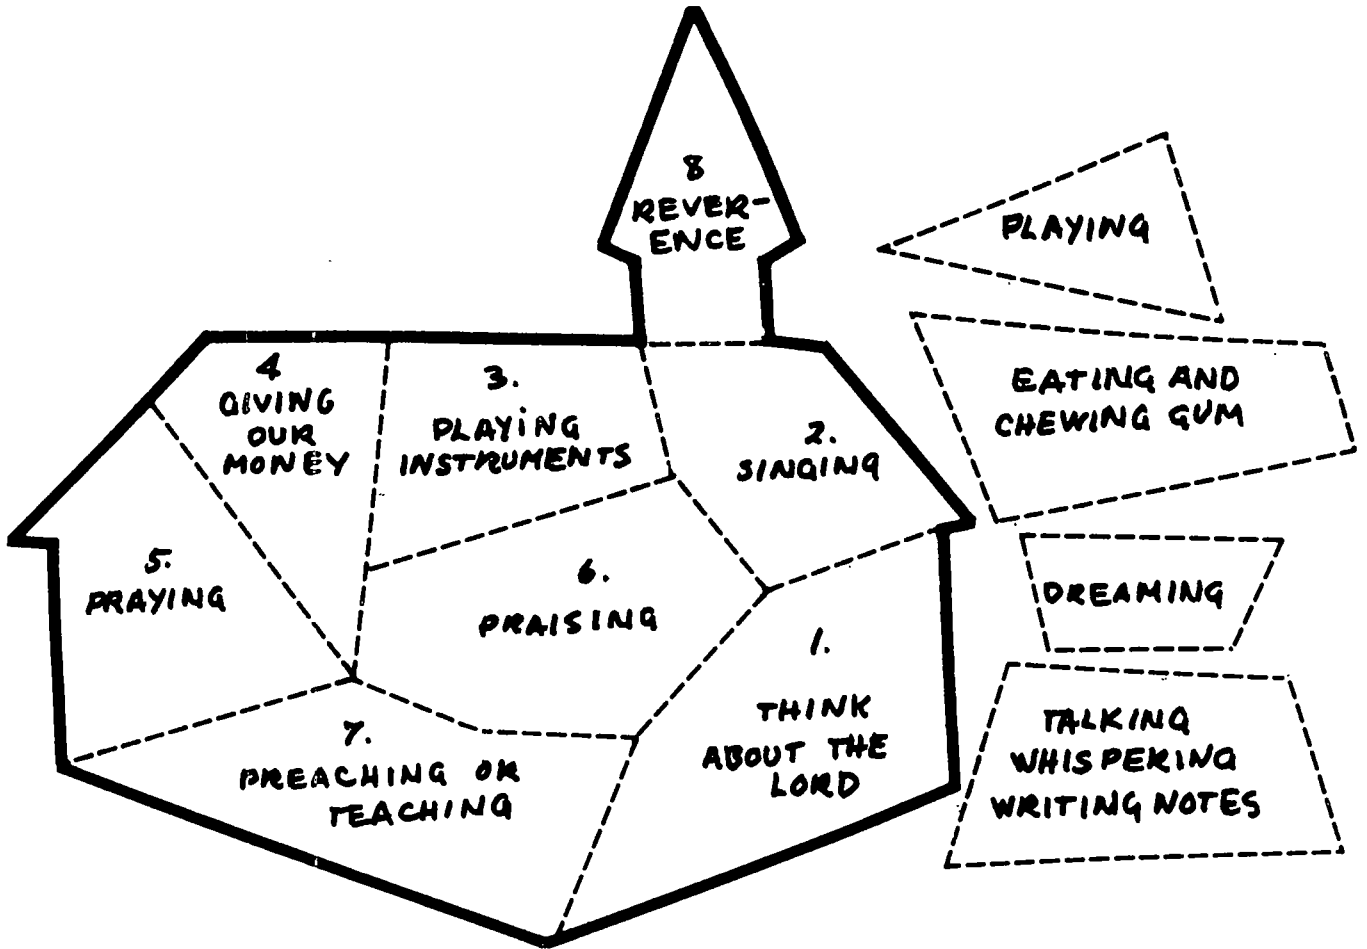 8
REVER-
ENCE
PLAYING
4
GIVING
OUR
MONEY
3.
PLAYING
INSTRUMENTS
2.
SINGING
EATING AND
CHEWING GUM
5.
PRAYING
6.
PRAISING
DREAMING
1.
THINK
ABOUT THE
LORD
7.
PREACHING OR
TEACHING
TALKING
WHISPERING
WRITING NOTES